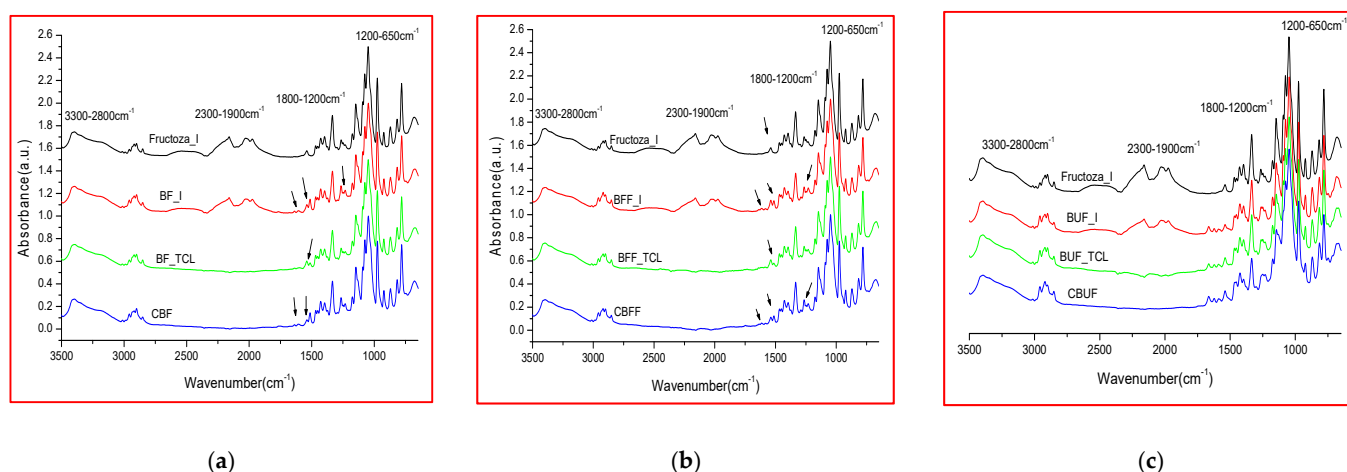 2.6
2.4
2.2
2.0
1.8
1.6
1.4
1.2
1.0
0.8
0.6
0.4
0.2
0.0
Absorbance(a.u.)
1200-650cm-1
1800-1200cm-1
2300-1900cm-1
3300-2800cm-1
Fructoza_I
BF_I
BF_TCL
CBF
3500 3000 2500 2000 1500 1000
Wavenumber(cm-1)
(a)
2.6
2.4
2.2
2.0
1.8
1.6
1.4
1.2
1.0
0.8
0.6
0.4
0.2
0.0
Absorbance(a.u.)
1200-650cm-1
1800-1200cm-1
2300-1900cm-1
3300-2800cm-1
Fructoza_I
BFF_I
BFF_TCL
CBFF
3500 3000 2500 2000 1500 1000
Wavenumber(cm-1)
(b)
1200-650cm-1
1800-1200cm-1
2300-1900cm-1
3300-2800cm-1
Fructoza_I
BUF_I
BUF_TCL
CBUF
3500 3000 2500 2000 1500 1000
Wavenumber(cm-1)
(c)